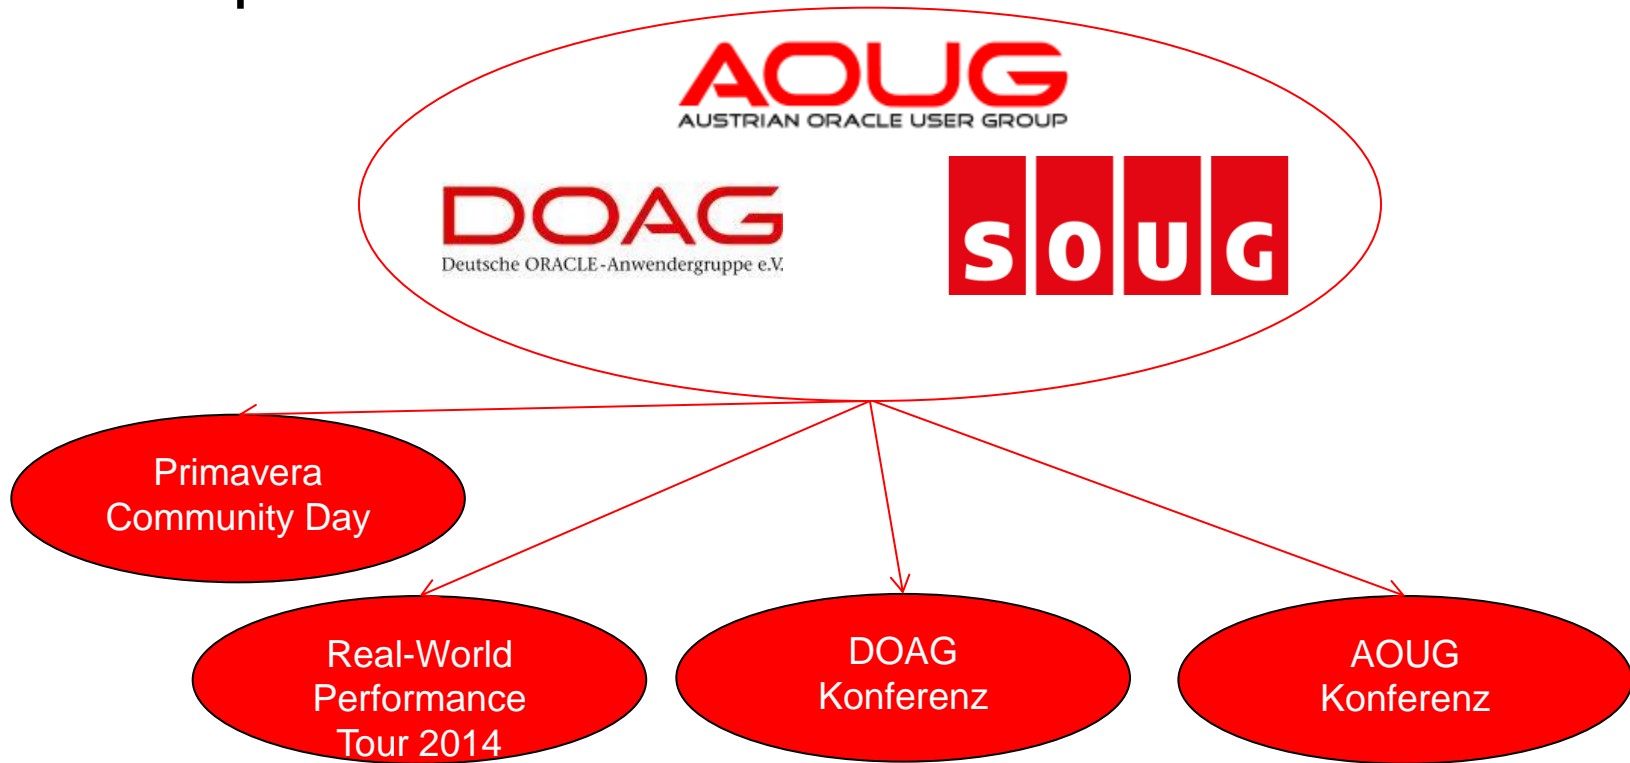 AOUG
AUSTRIAN ORACLE USER GROUP
DOAG
Deutsche ORACLE-Anwendergruppe e.V.
SOUG
Primavera
Community Day
Real-World
Performance
Tour 2014
DOAG
Konferenz
AOUG
Konferenz